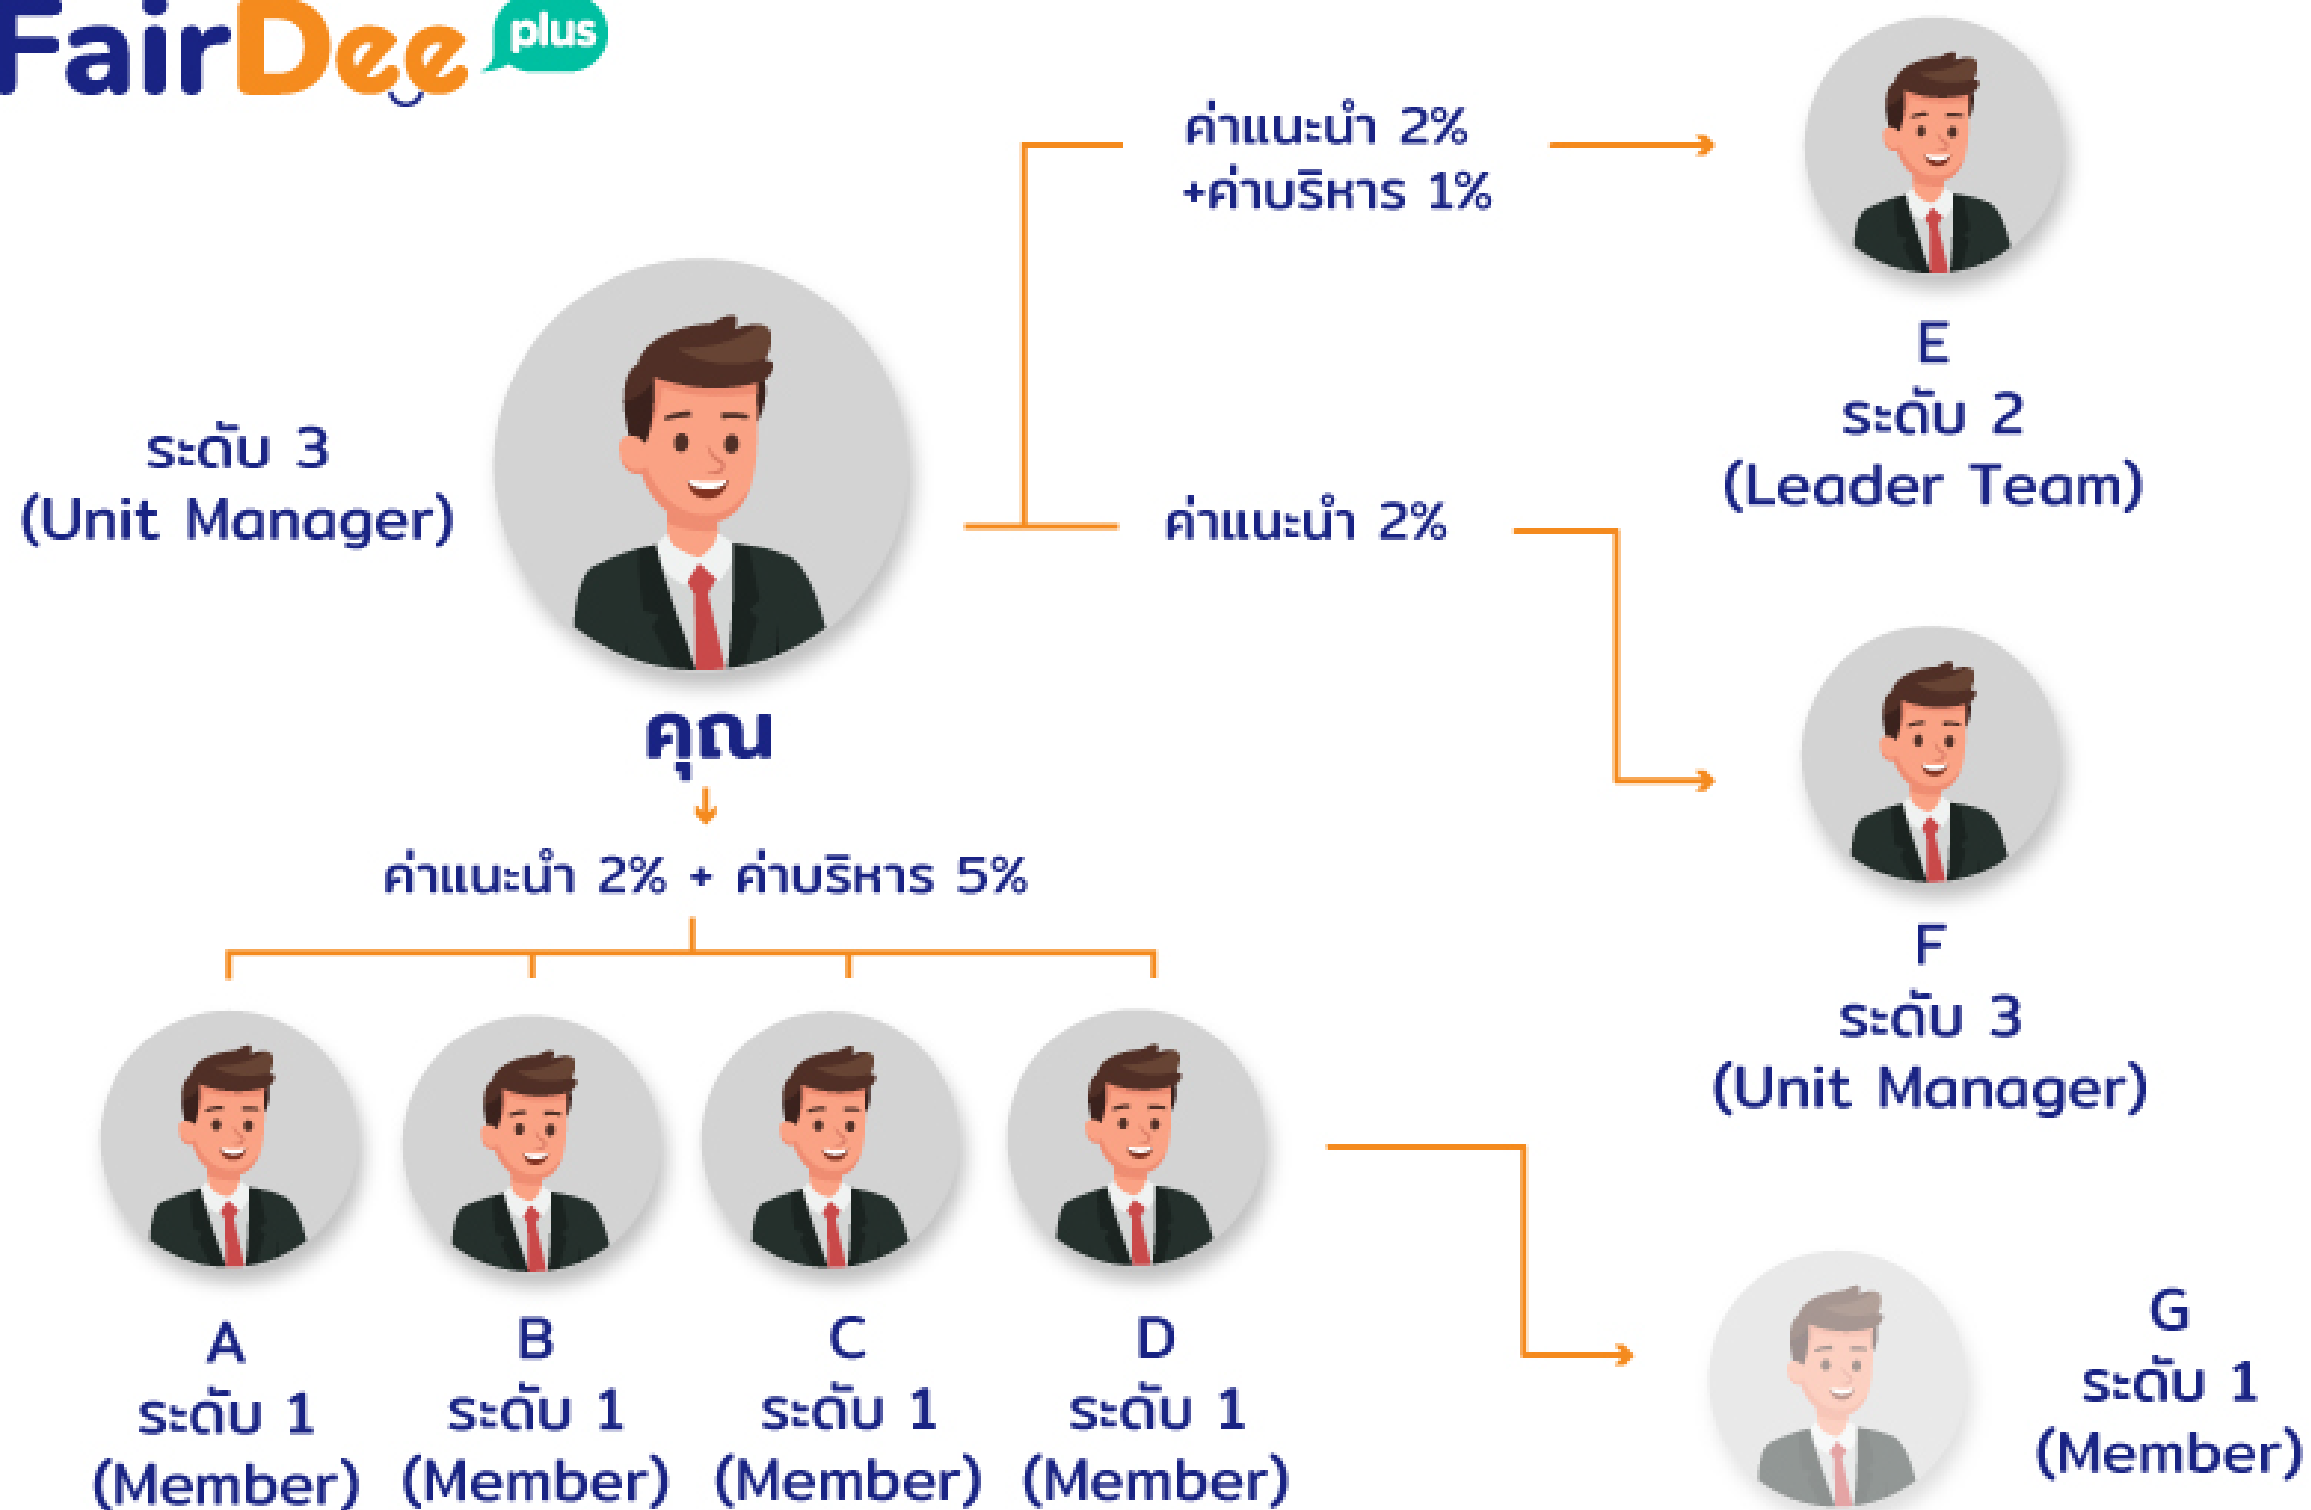 FairDee plus
ค่าแนะนำ 2%
+ค่าบริหาร 1%
E
ระดับ 2
(Leader Team)
ระดับ 3
(Unit Manager)
ค่าแนะนำ 2%
คุณ
ค่าแนะนำ 2% + ค่าบริหาร 5%
F
ระดับ 3
(Unit Manager)
A
ระดับ 1
(Member)
B
ระดับ 1
(Member)
C
ระดับ 1
(Member)
D
ระดับ 1
(Member)
G
ระดับ 1
(Member)